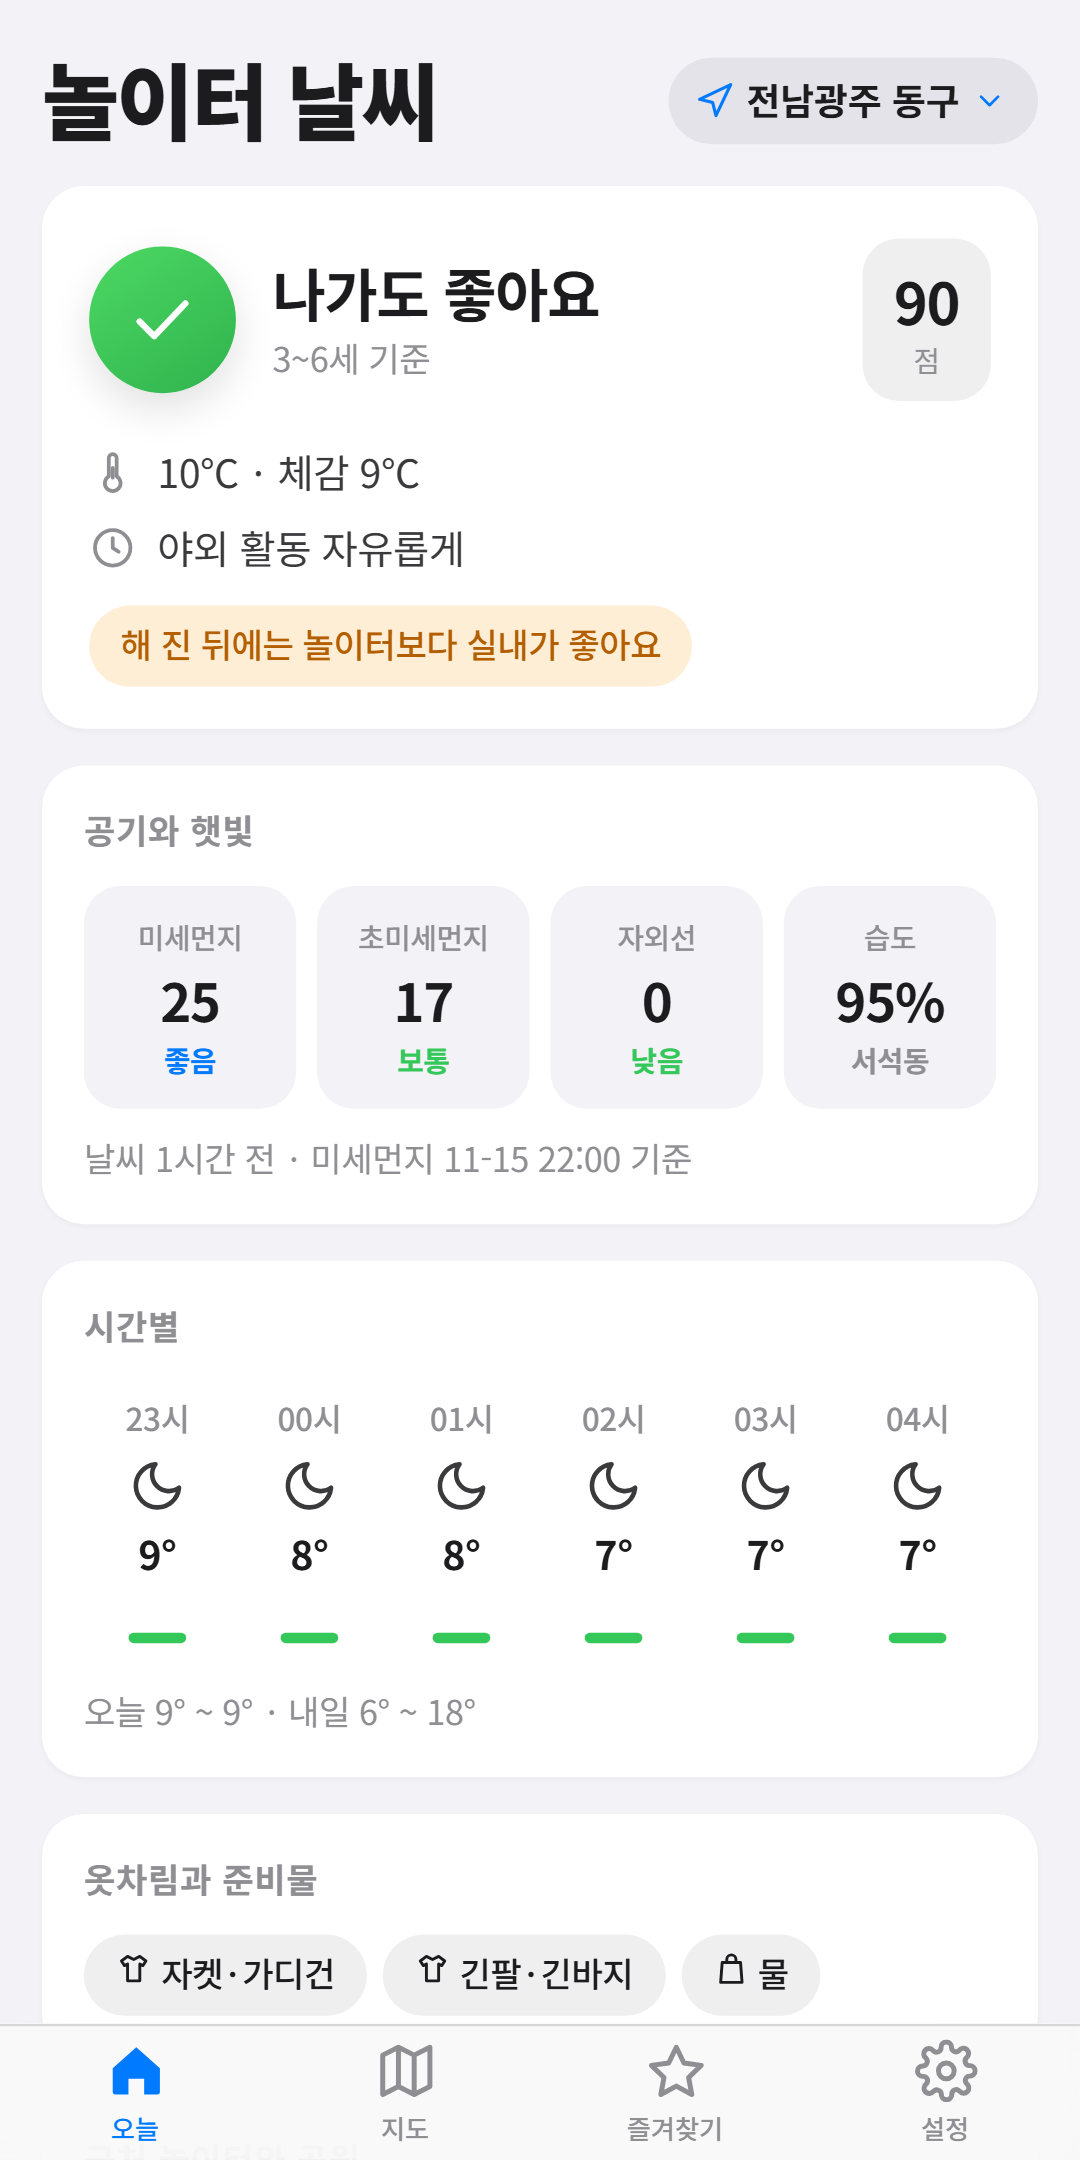 놀이터 날씨
전남광주 동구
나가도 좋아요
3~6세 기준
90
점
10°C · 체감 9°C
야외 활동 자유롭게
해 진 뒤에는 놀이터보다 실내가 좋아요
공기와 햇빛
미세먼지 초미세먼지 자외선 습도
25 17 0 95%
좋음 보통 낮음 서석동
날씨 1시간 전 · 미세먼지 11-15 22:00 기준
시간별
23시 00시 01시 02시 03시 04시
9° 8° 8° 7° 7° 7°
오늘 9° ~ 9° · 내일 6° ~ 18°
옷차림과 준비물
자켓·가디건 긴팔·긴바지 물
오늘 지도 즐겨찾기 설정